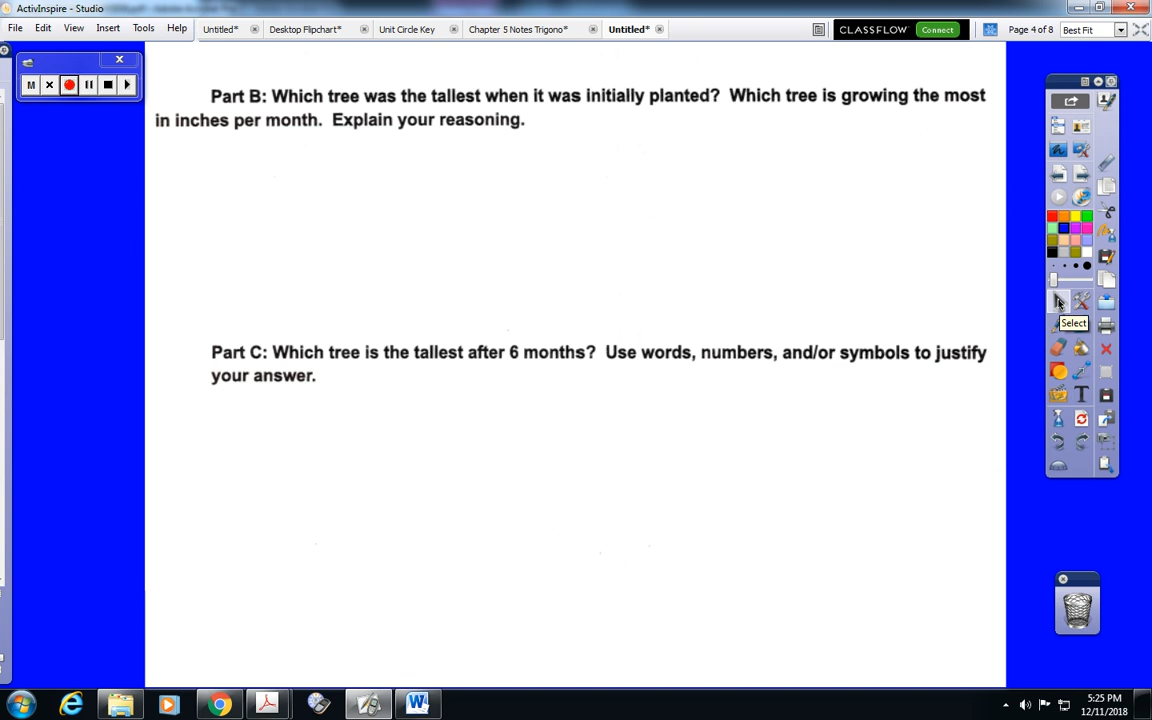 ActivInspire - Studio
File Edit View Insert Tools Help Untitled* Desktop Flipchart* Unit Circle Key Chapter 5 Notes Trigono* Untitled* CLASSFLOW Connect Page 4 of 8 Best Fit
M
Part B: Which tree was the tallest when it was initially planted? Which tree is growing the most
in inches per month. Explain your reasoning.
Select
Part C: Which tree is the tallest after 6 months? Use words, numbers, and/or symbols to justify
your answer.
T
5:25 PM
12/11/2018